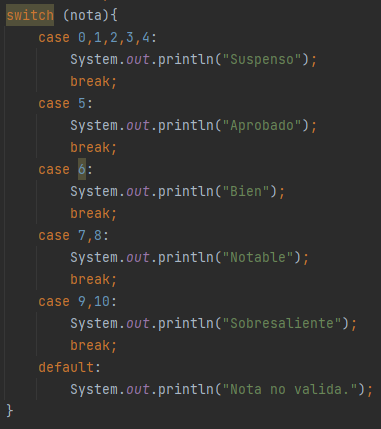 switch (nota){
    case 0,1,2,3,4:
        System.out.println("Suspenso");
        break;
    case 5:
        System.out.println("Aprobado");
        break;
    case 6:
        System.out.println("Bien");
        break;
    case 7,8:
        System.out.println("Notable");
        break;
    case 9,10:
        System.out.println("Sobresaliente");
        break;
    default:
        System.out.println("Nota no valida.");
}